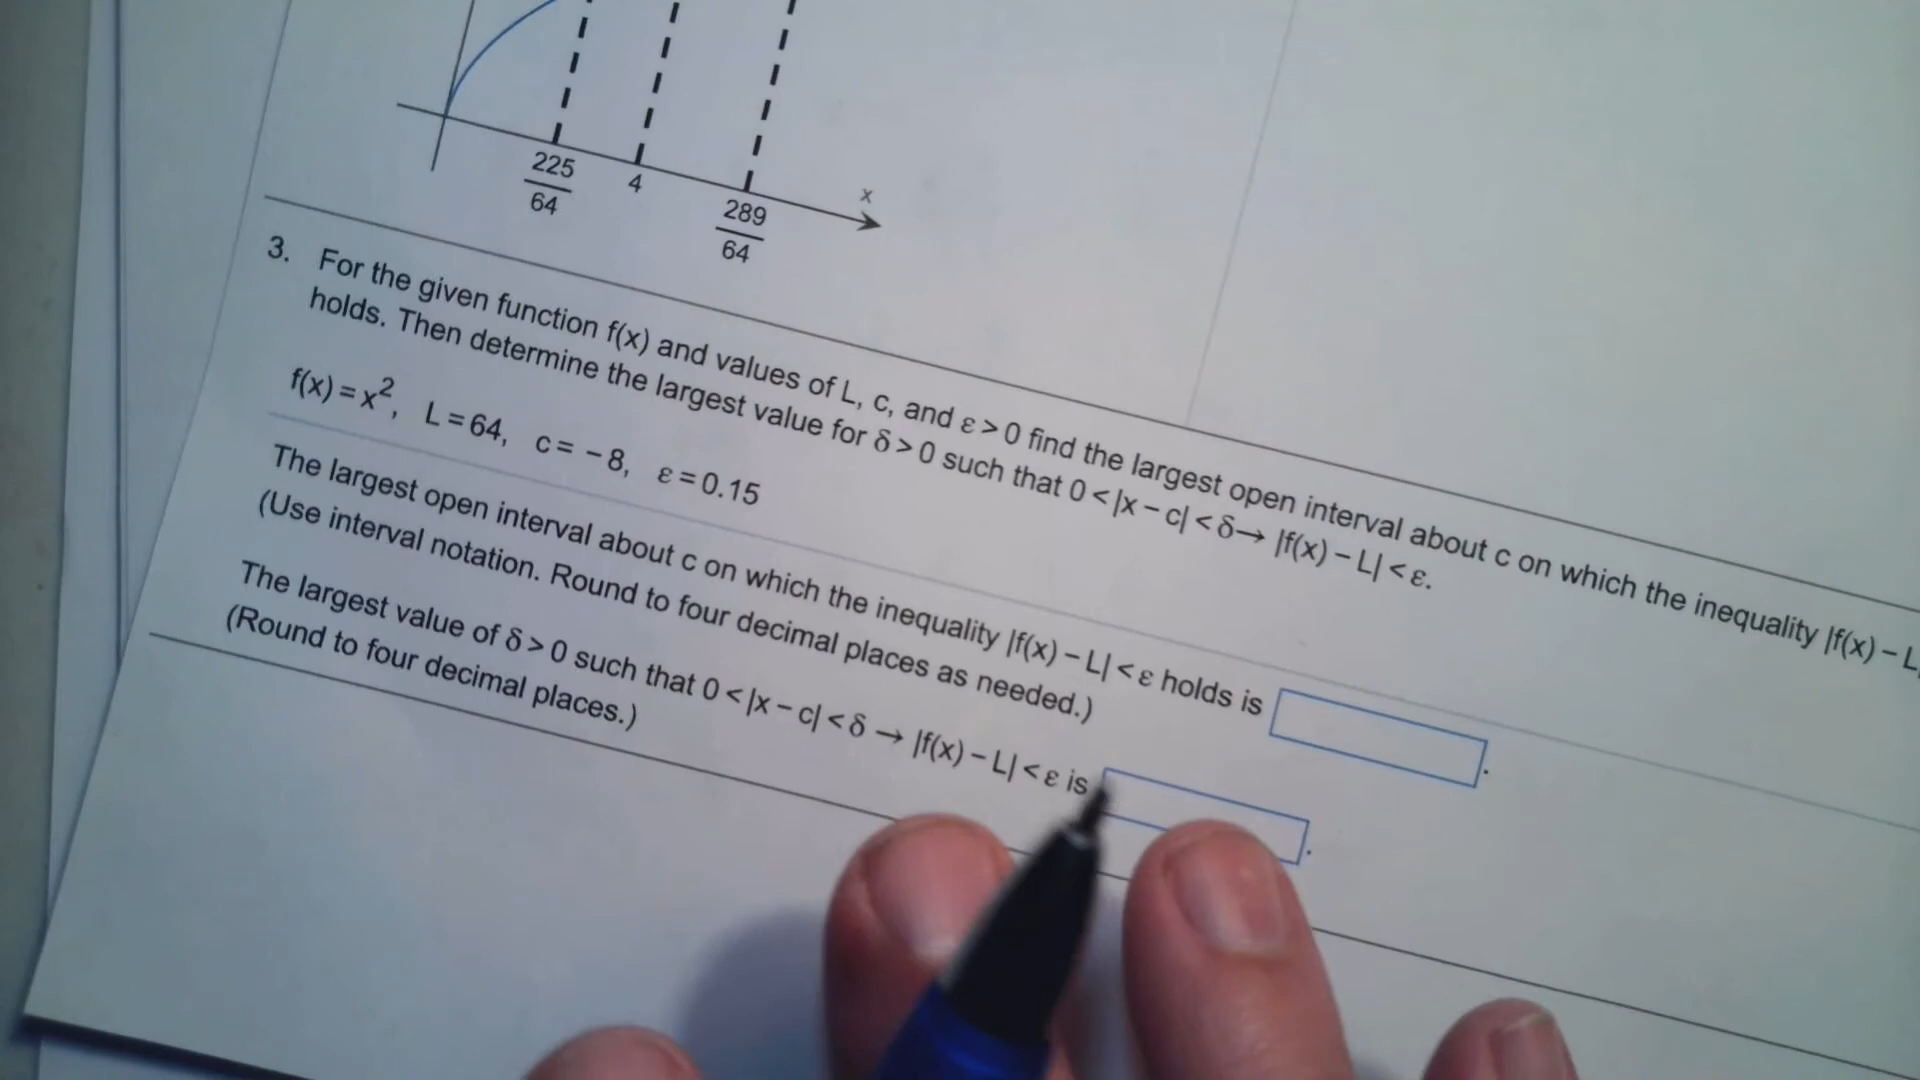 x
225
64
4
289
64
3. For the given function f(x) and values of L, c, and ε > 0 find the largest open interval about c on which the inequality |f(x) − L
holds. Then determine the largest value for δ > 0 such that 0 < |x − c| < δ→ |f(x) − L| < ε.
f(x) = x², L = 64, c = − 8, ε = 0.15
The largest open interval about c on which the inequality |f(x) − L| < ε holds is .
(Use interval notation. Round to four decimal places as needed.)
The largest value of δ > 0 such that 0 < |x − c| < δ → |f(x) − L| < ε is .
(Round to four decimal places.)